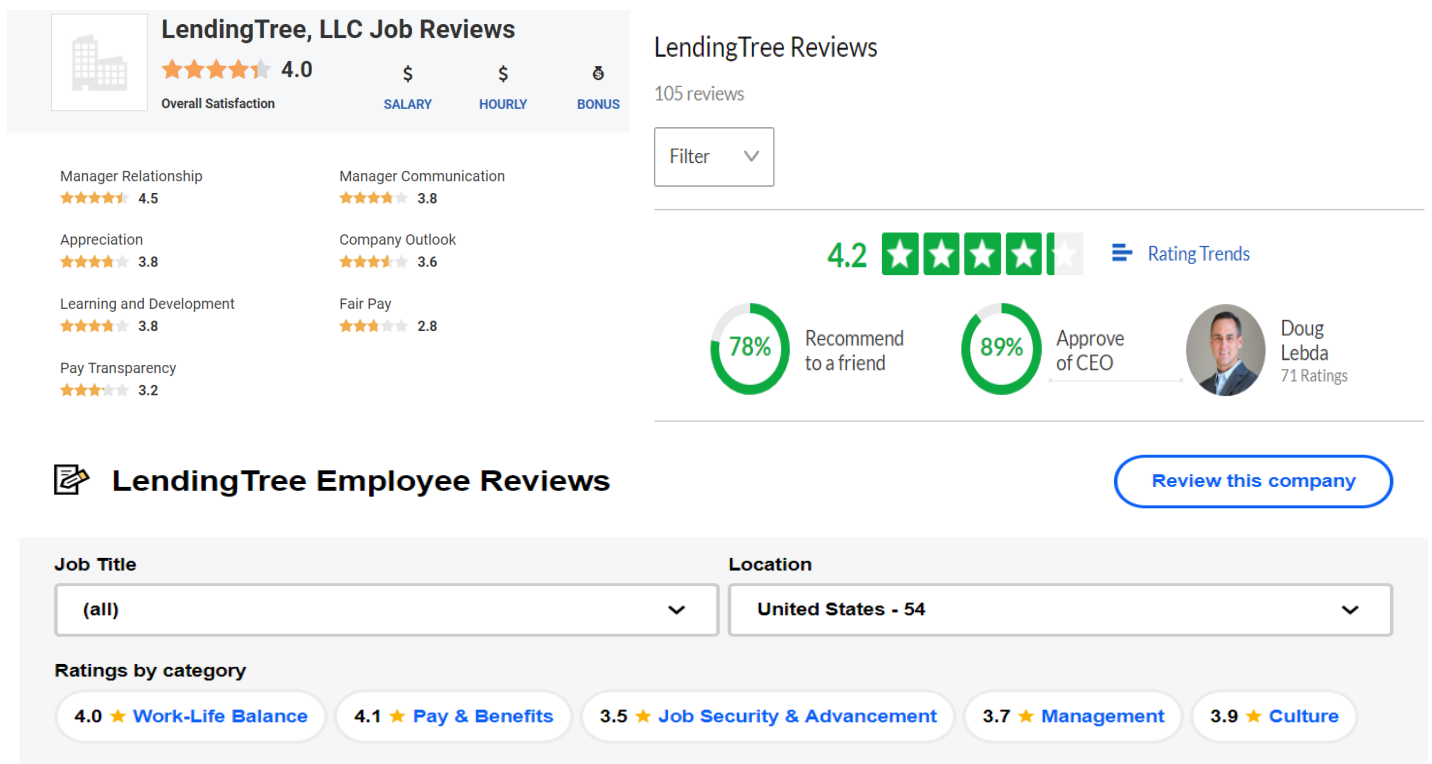 LendingTree, LLC Job Reviews
4.0
Overall Satisfaction
$
SALARY
$
HOURLY
$
BONUS
Manager Relationship
4.5
Manager Communication
3.8
Appreciation
3.8
Company Outlook
3.6
Learning and Development
3.8
Fair Pay
2.8
Pay Transparency
3.2
LendingTree Reviews
105 reviews
Filter
4.2
Rating Trends
78%
Recommend
to a friend
89%
Approve
of CEO
Doug
Lebda
71 Ratings
LendingTree Employee Reviews
Review this company
Job Title
(all)
Location
United States - 54
Ratings by category
4.0 Work-Life Balance
4.1 Pay & Benefits
3.5 Job Security & Advancement
3.7 Management
3.9 Culture